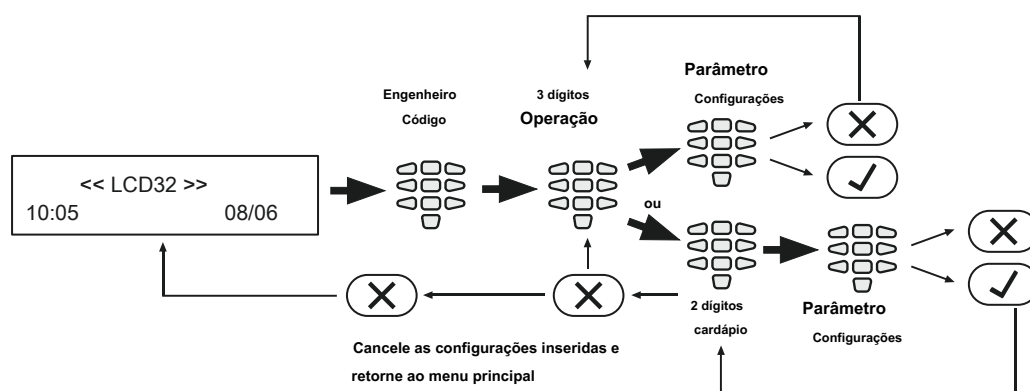 Engenheiro
Código
3 dígitos
Operação
Parâmetro
Configurações
<< LCD32 >>
10:05 08/06
ou
2 dígitos
cardápio
Parâmetro
Configurações
Cancele as configurações inseridas e
retorne ao menu principal